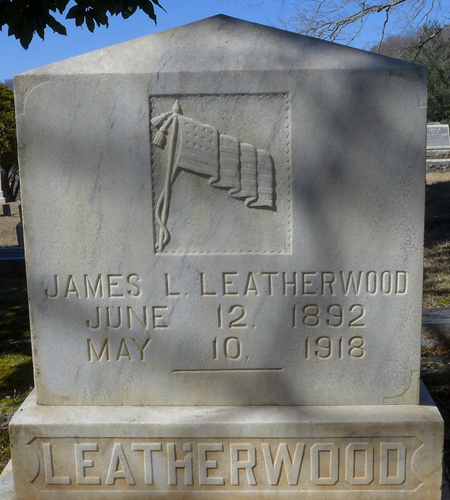 JAMES L. LEATHERWOOD
JUNE 12, 1892
MAY 10, 1918
LEATHERWOOD